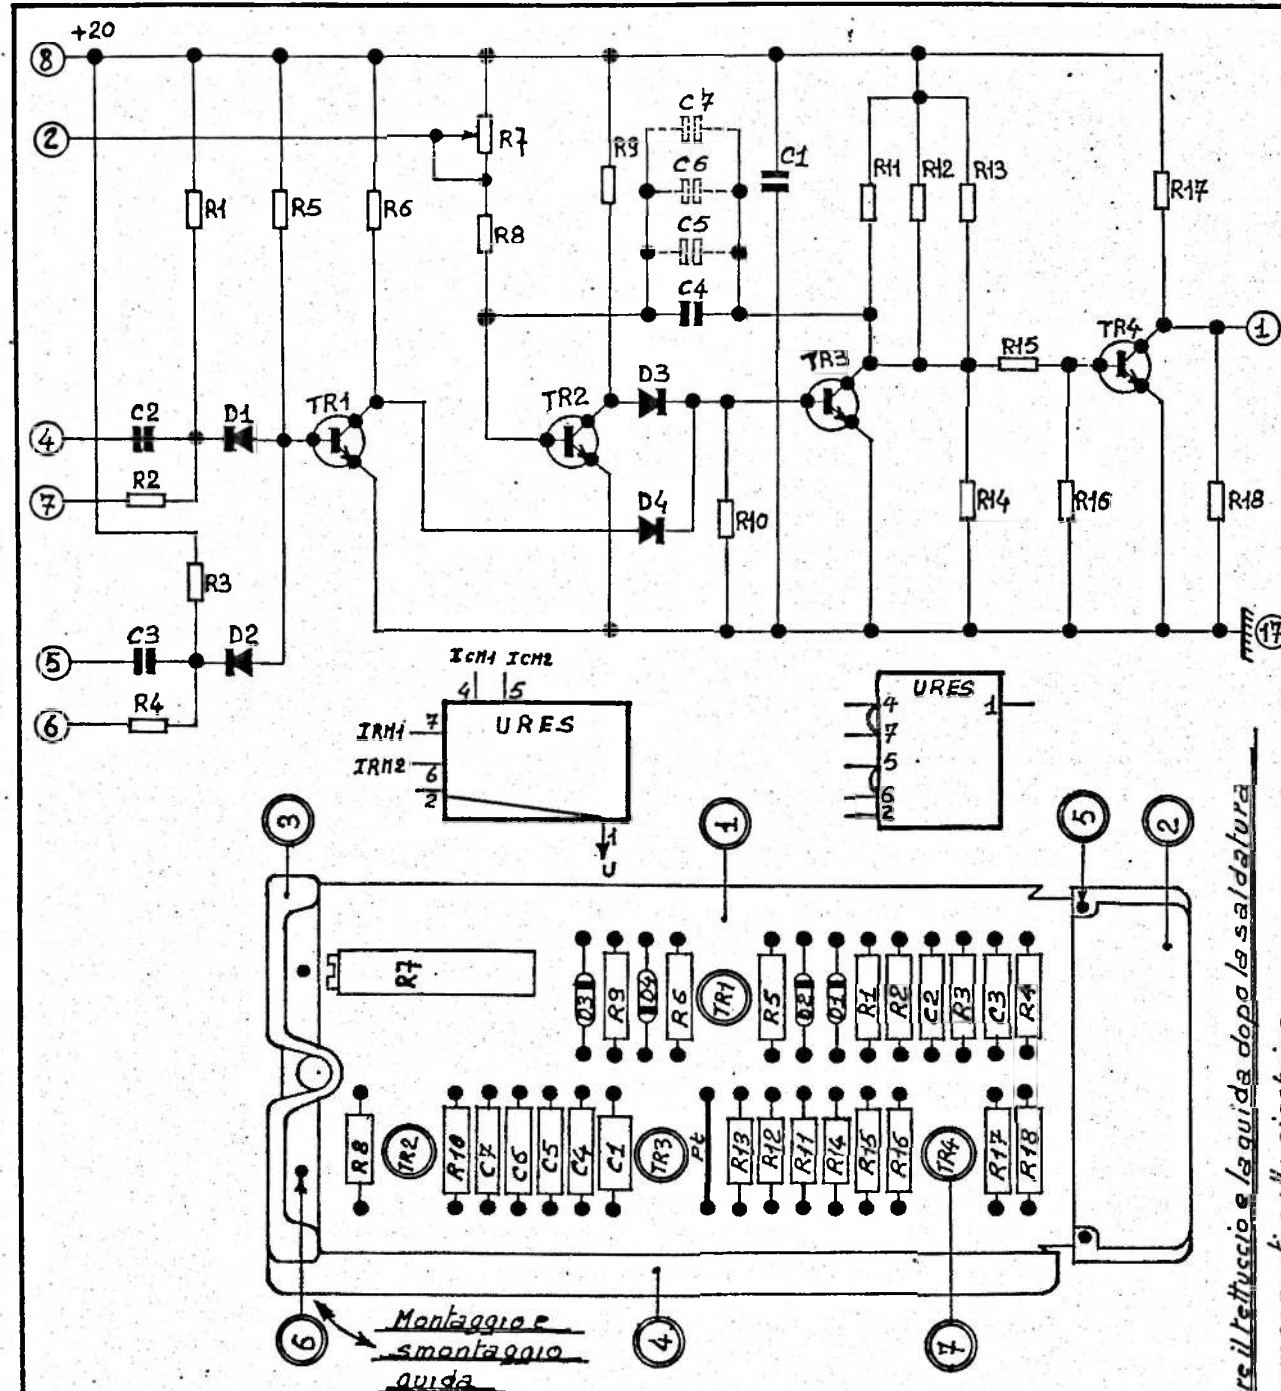 +20
8
2
R7
R9
C7
C6
C5
C4
C1
R11
R12
R13
R17
R1
R5
R6
R8
TR4
1
R15
TR3
D3
TR2
TR1
C2
D1
4
R2
7
D4
R10
R14
R16
R18
R3
C3
D2
5
R4
6
17
ICM1 ICM2
4 5
URES
IRM1 7
IRM2
6
2
1
U
URES
4
1
7
5
6
2
3
1
5
2
R7
D3
R9
D4
R6
TR1
R5
D2
D1
R1
R2
C2
R3
C3
R4
R8
TR2
R10
C7
C6
C5
C4
C1
TR3
Pt
R13
R12
R11
R14
R15
R16
TR4
R17
R18
6
4
7
Montaggio e
smontaggio
guida
re il tettuccio e la guida dopo la saldatura